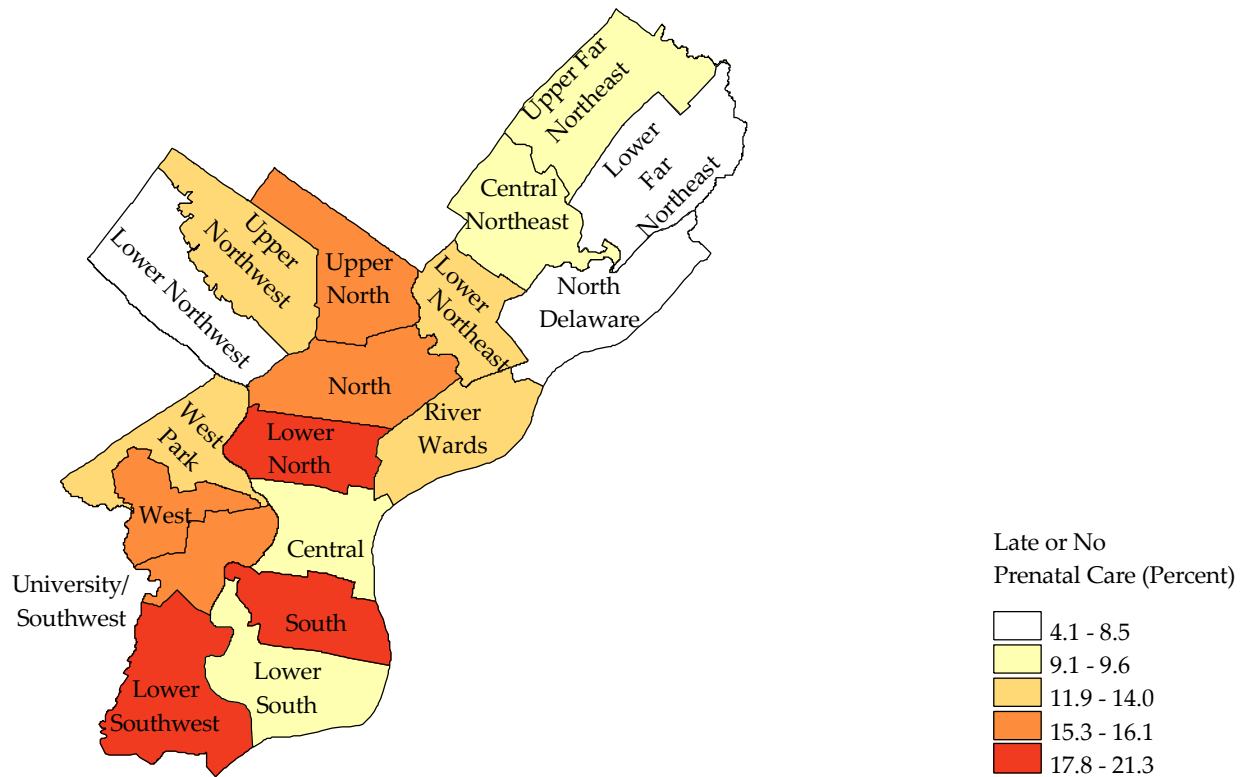 Upper Far
Northeast
Lower
Far
Northeast
Central
Northeast
Upper
Northwest
Lower Northwest
Upper
North
Lower
Northeast
North
Delaware
North
River
Wards
West
Park
Lower
North
West
Central
University/
Southwest
South
Lower
South
Lower
Southwest
Late or No
Prenatal Care (Percent)
4.1 - 8.5
9.1 - 9.6
11.9 - 14.0
15.3 - 16.1
17.8 - 21.3